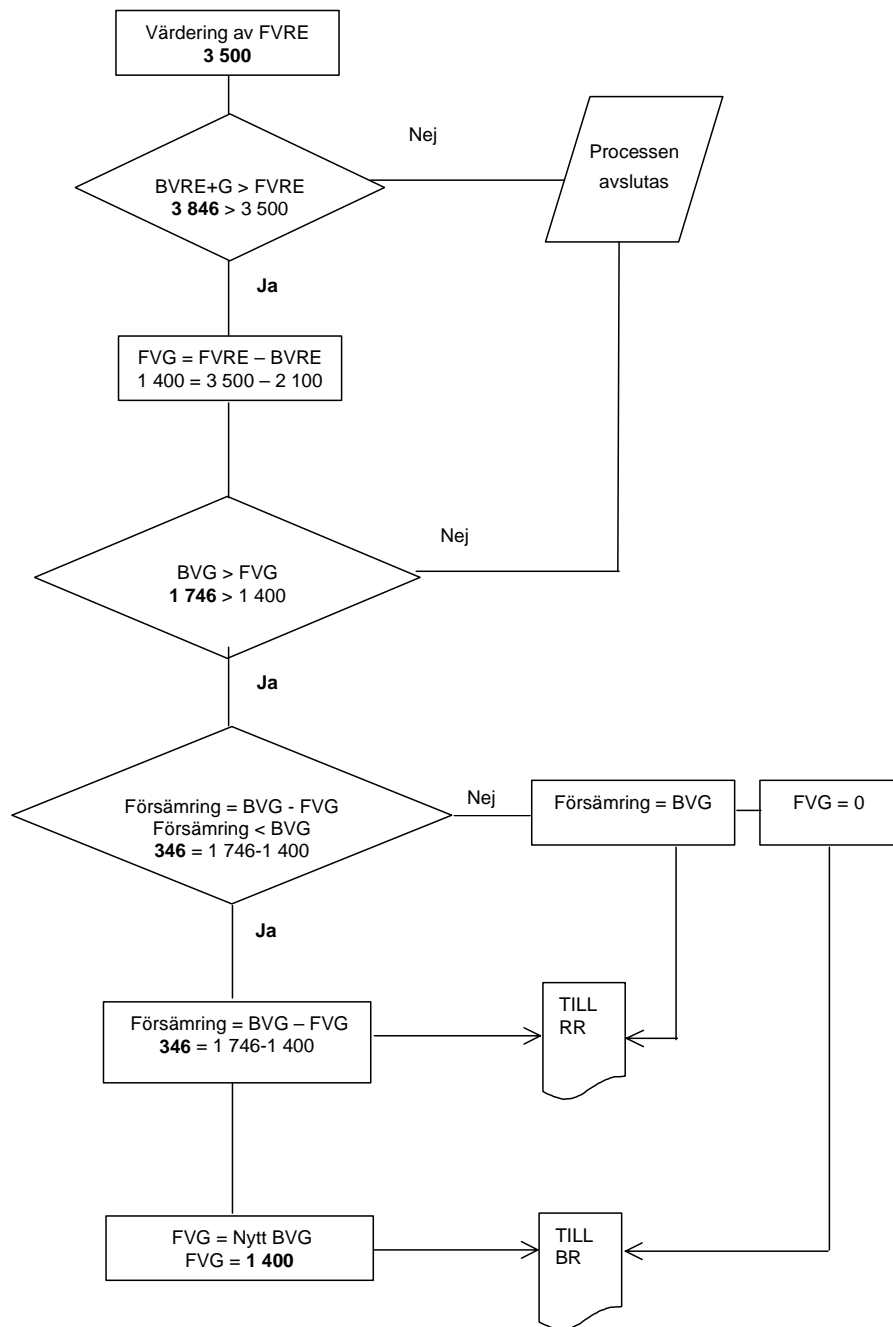 Värdering av FVRE
3 500
Nej
Processen
avslutas
BVRE+G > FVRE
3 846 > 3 500
Ja
FVG = FVRE – BVRE
1 400 = 3 500 – 2 100
Nej
BVG > FVG
1 746 > 1 400
Ja
Försämring = BVG - FVG
Försämring < BVG
346 = 1 746-1 400
Nej
Försämring = BVG
FVG = 0
Ja
Försämring = BVG – FVG
346 = 1 746-1 400
TILL
RR
FVG = Nytt BVG
FVG = 1 400
TILL
BR